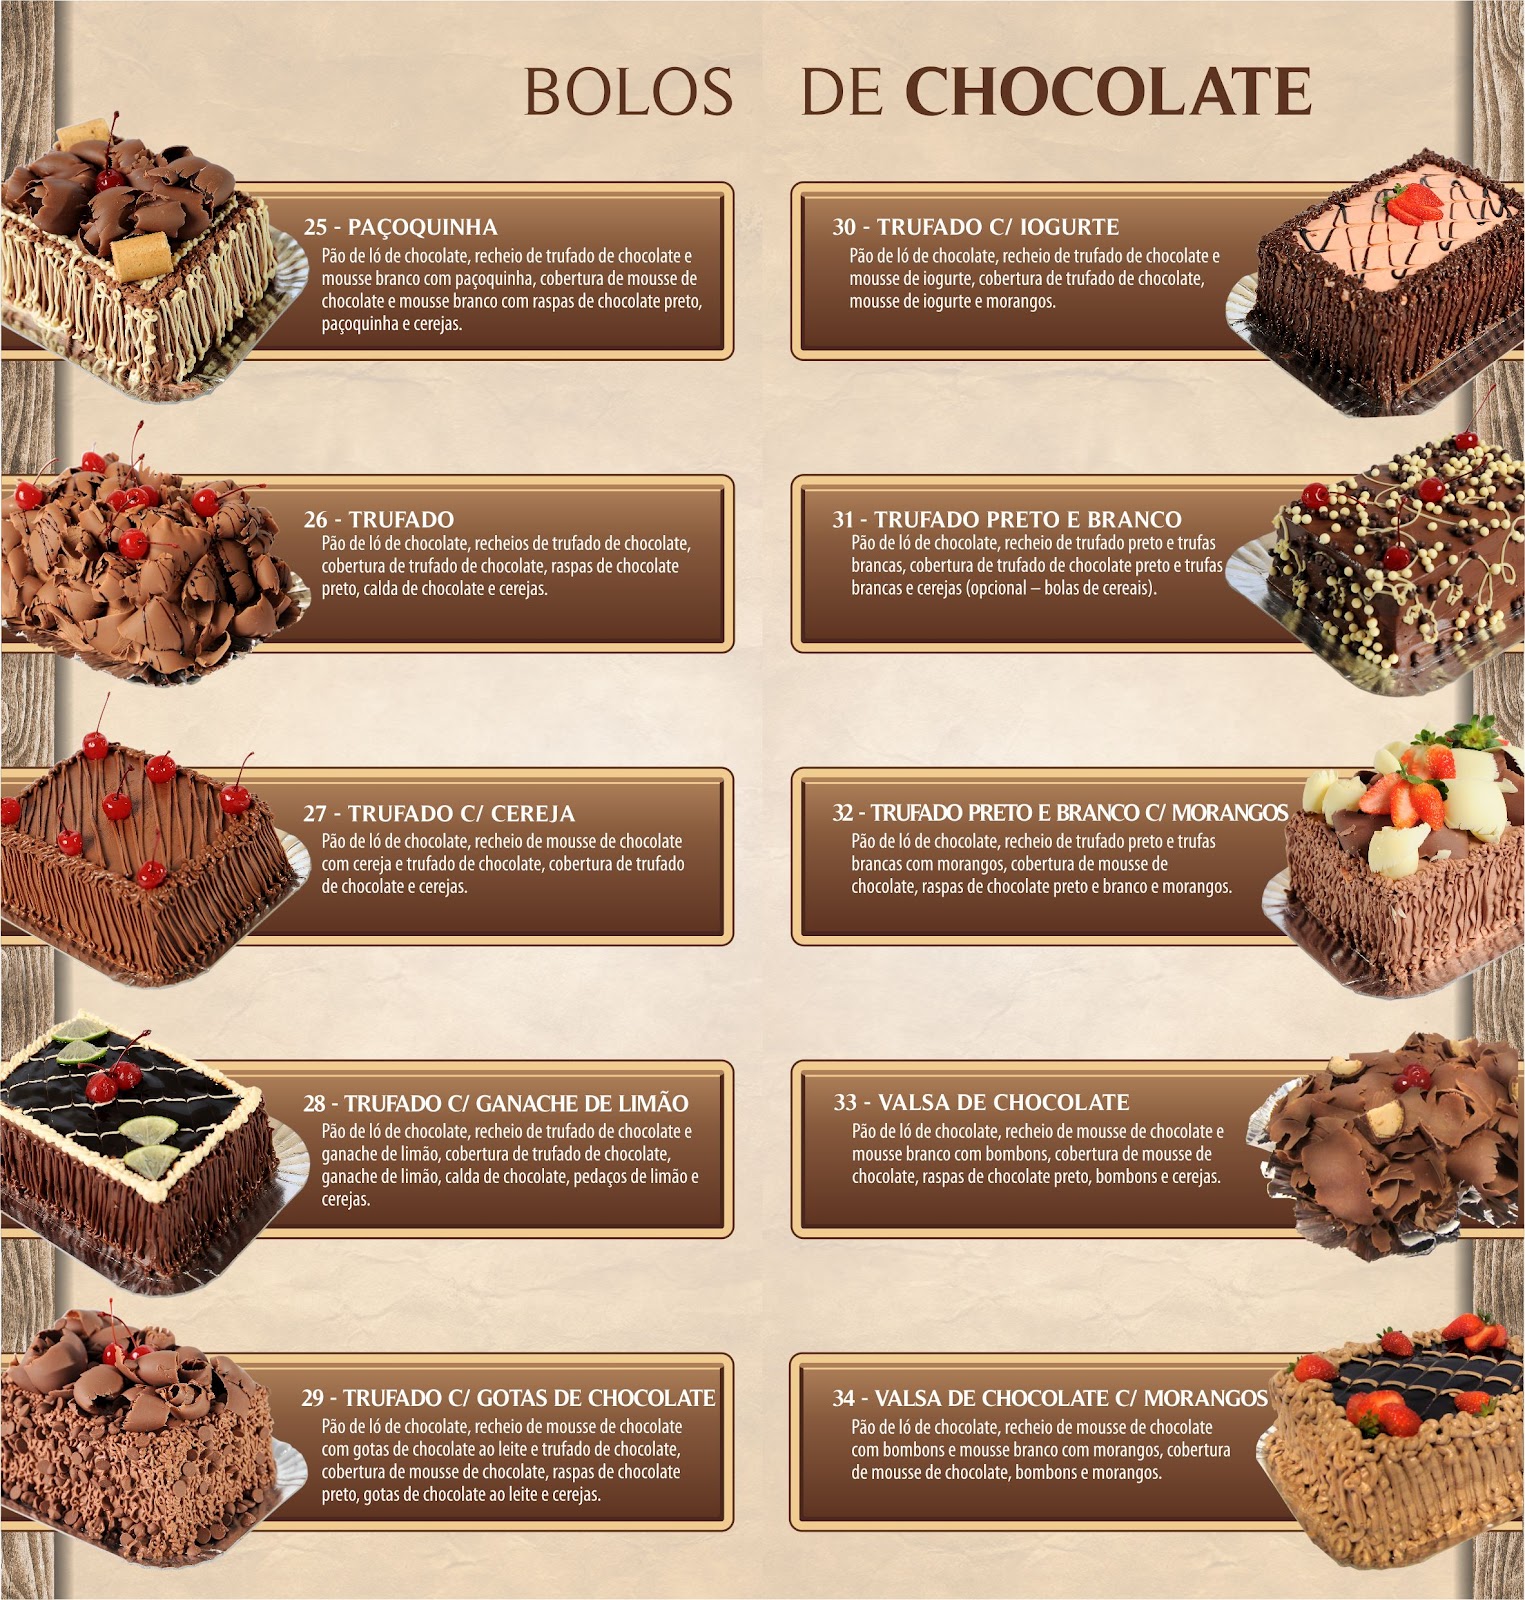 BOLOS DE CHOCOLATE
25 - PAÇOQUINHA
Pão de ló de chocolate, recheio de trufado de chocolate e
mousse branco com paçoquinha, cobertura de mousse de
chocolate e mousse branco com raspas de chocolate preto,
paçoquinha e cerejas.
26 - TRUFADO
Pão de ló de chocolate, recheios de trufado de chocolate,
cobertura de trufado de chocolate, raspas de chocolate
preto, calda de chocolate e cerejas.
27 - TRUFADO C/ CEREJA
Pão de ló de chocolate, recheio de mousse de chocolate
com cereja e trufado de chocolate, cobertura de trufado
de chocolate e cerejas.
28 - TRUFADO C/ GANACHE DE LIMÃO
Pão de ló de chocolate, recheio de trufado de chocolate e
ganache de limão, cobertura de trufado de chocolate,
ganache de limão, calda de chocolate, pedaços de limão e
cerejas.
29 - TRUFADO C/ GOTAS DE CHOCOLATE
Pão de ló de chocolate, recheio de mousse de chocolate
com gotas de chocolate ao leite e trufado de chocolate,
cobertura de mousse de chocolate, raspas de chocolate
preto, gotas de chocolate ao leite e cerejas.
30 - TRUFADO C/ IOGURTE
Pão de ló de chocolate, recheio de trufado de chocolate e
mousse de iogurte, cobertura de trufado de chocolate,
mousse de iogurte e morangos.
31 - TRUFADO PRETO E BRANCO
Pão de ló de chocolate, recheio de trufado preto e trufas
brancas, cobertura de trufado de chocolate preto e trufas
brancas e cerejas (opcional – bolas de cereais).
32 - TRUFADO PRETO E BRANCO C/ MORANGOS
Pão de ló de chocolate, recheio de trufado preto e trufas
brancas com morangos, cobertura de mousse de
chocolate, raspas de chocolate preto e branco e morangos.
33 - VALSA DE CHOCOLATE
Pão de ló de chocolate, recheio de mousse de chocolate e
mousse branco com bombons, cobertura de mousse de
chocolate, raspas de chocolate preto, bombons e cerejas.
34 - VALSA DE CHOCOLATE C/ MORANGOS
Pão de ló de chocolate, recheio de mousse de chocolate
com bombons e mousse branco com morangos, cobertura
de mousse de chocolate, bombons e morangos.